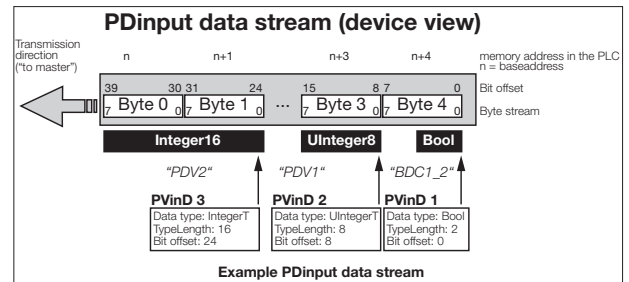 PDinput data stream (device view)
Transmission direction ("to master")
n n+1 n+3 n+4 memory address in the PLC
n = baseaddress
39 30 31 24 15 8 7 0 Bit offset
7 Byte 0 0 7 Byte 1 0 ... 7 Byte 3 0 7 Byte 4 0 Byte stream
Integer16 UInteger8 Bool
"PDV2" "PDV1" "BDC1_2"
PVinD 3 PVinD 2 PVinD 1
Data type: IntegerT Data type: UIntegerT Data type: Bool
TypeLength: 16 TypeLength: 8 TypeLength: 2
Bit offset: 24 Bit offset: 8 Bit offset: 0
Example PDinput data stream